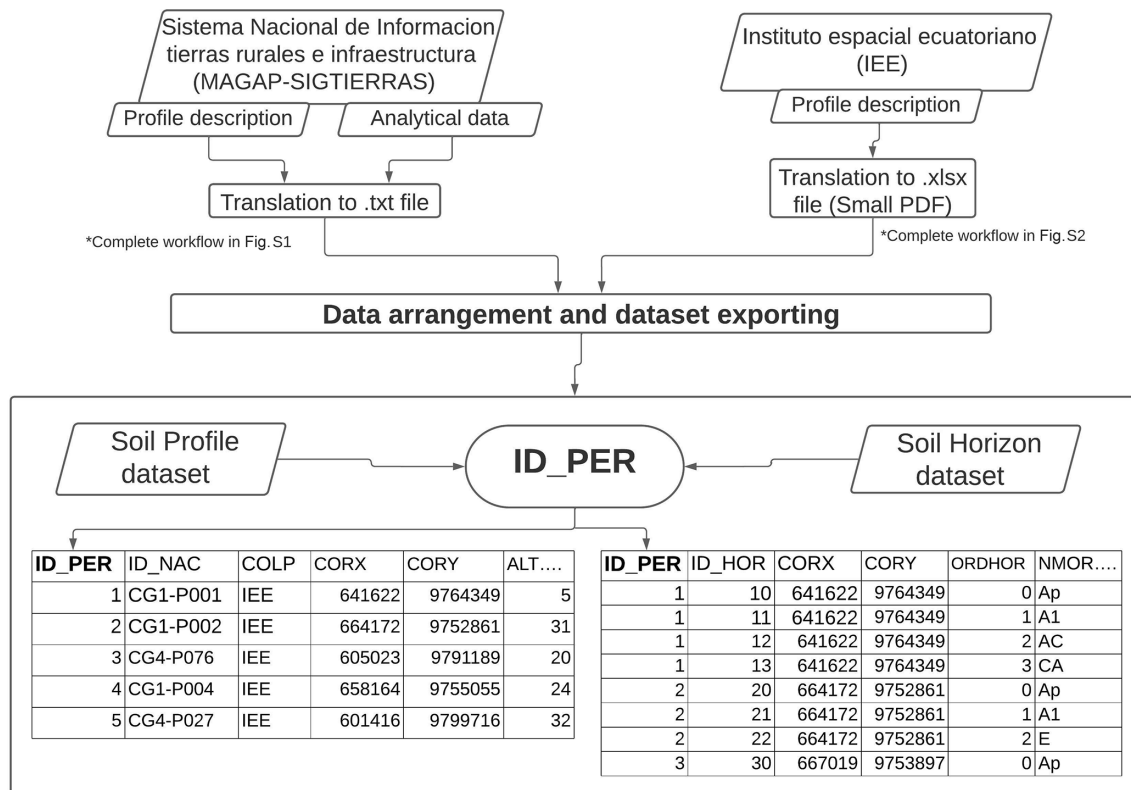 Sistema Nacional de Informacion
tierras rurales e infraestructura
(MAGAP-SIGTIERRAS)
Profile description
Analytical data
Translation to .txt file
*Complete workflow in Fig.S1
Instituto espacial ecuatoriano
(IEE)
Profile description
Translation to .xlsx
file (Small PDF)
*Complete workflow in Fig.S2
Data arrangement and dataset exporting
Soil Profile
dataset
ID_PER
Soil Horizon
dataset
ID_PER ID_NAC COLP CORX CORY ALT....
1 CG1-P001 IEE 641622 9764349 5
2 CG1-P002 IEE 664172 9752861 31
3 CG4-P076 IEE 605023 9791189 20
4 CG1-P004 IEE 658164 9755055 24
5 CG4-P027 IEE 601416 9799716 32
ID_PER ID_HOR CORX CORY ORDHOR NMOR....
1 10 641622 9764349 0 Ap
1 11 641622 9764349 1 A1
1 12 641622 9764349 2 AC
1 13 641622 9764349 3 CA
2 20 664172 9752861 0 Ap
2 21 664172 9752861 1 A1
2 22 664172 9752861 2 E
3 30 667019 9753897 0 Ap